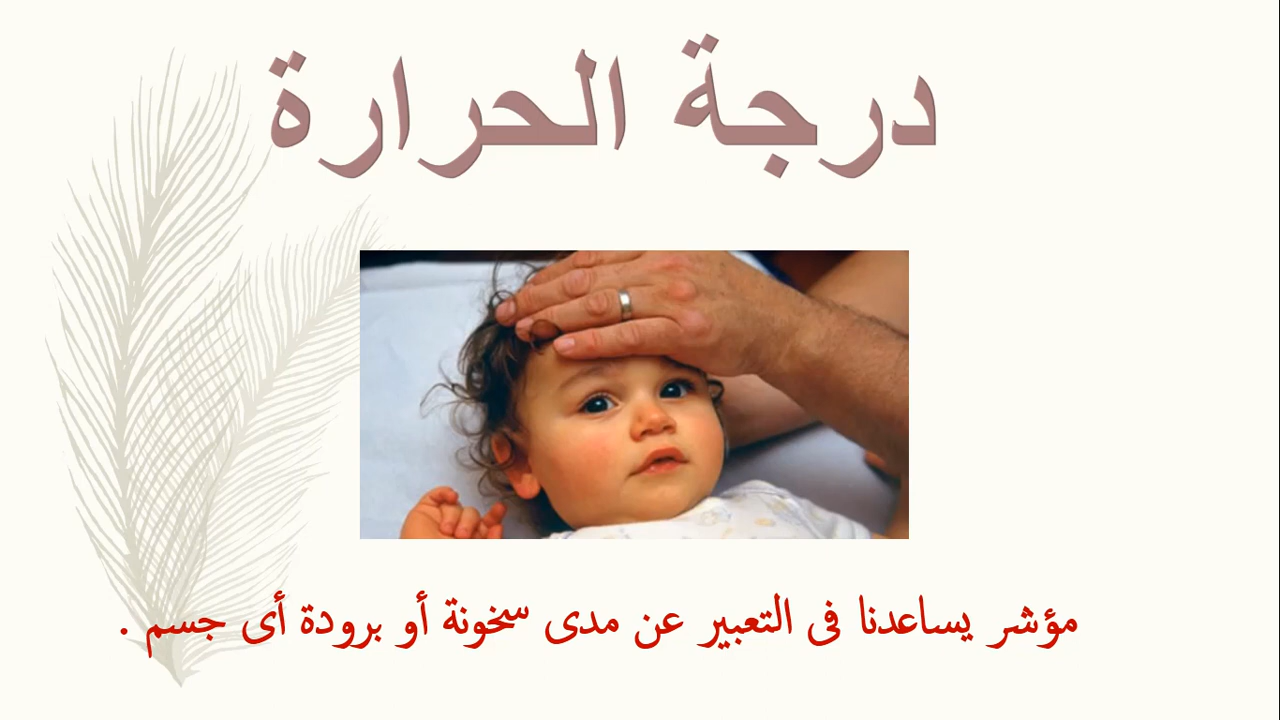 درجة الحرارة
مؤشر يساعدنا فى التعبير عن مدى سخونة أو برودة أى جسم .